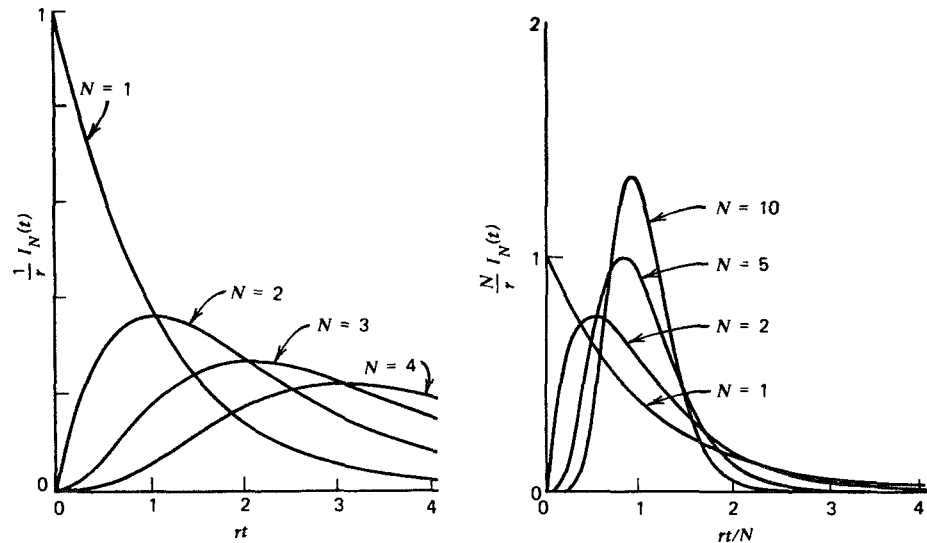 1
N = 1
1/r I_N(t)
N = 2
N = 3
N = 4
0
0 1 2 3 4
rt
2
N = 10
N = 5
1
N/r I_N(t)
N = 2
N = 1
0
0 1 2 3 4
rt/N